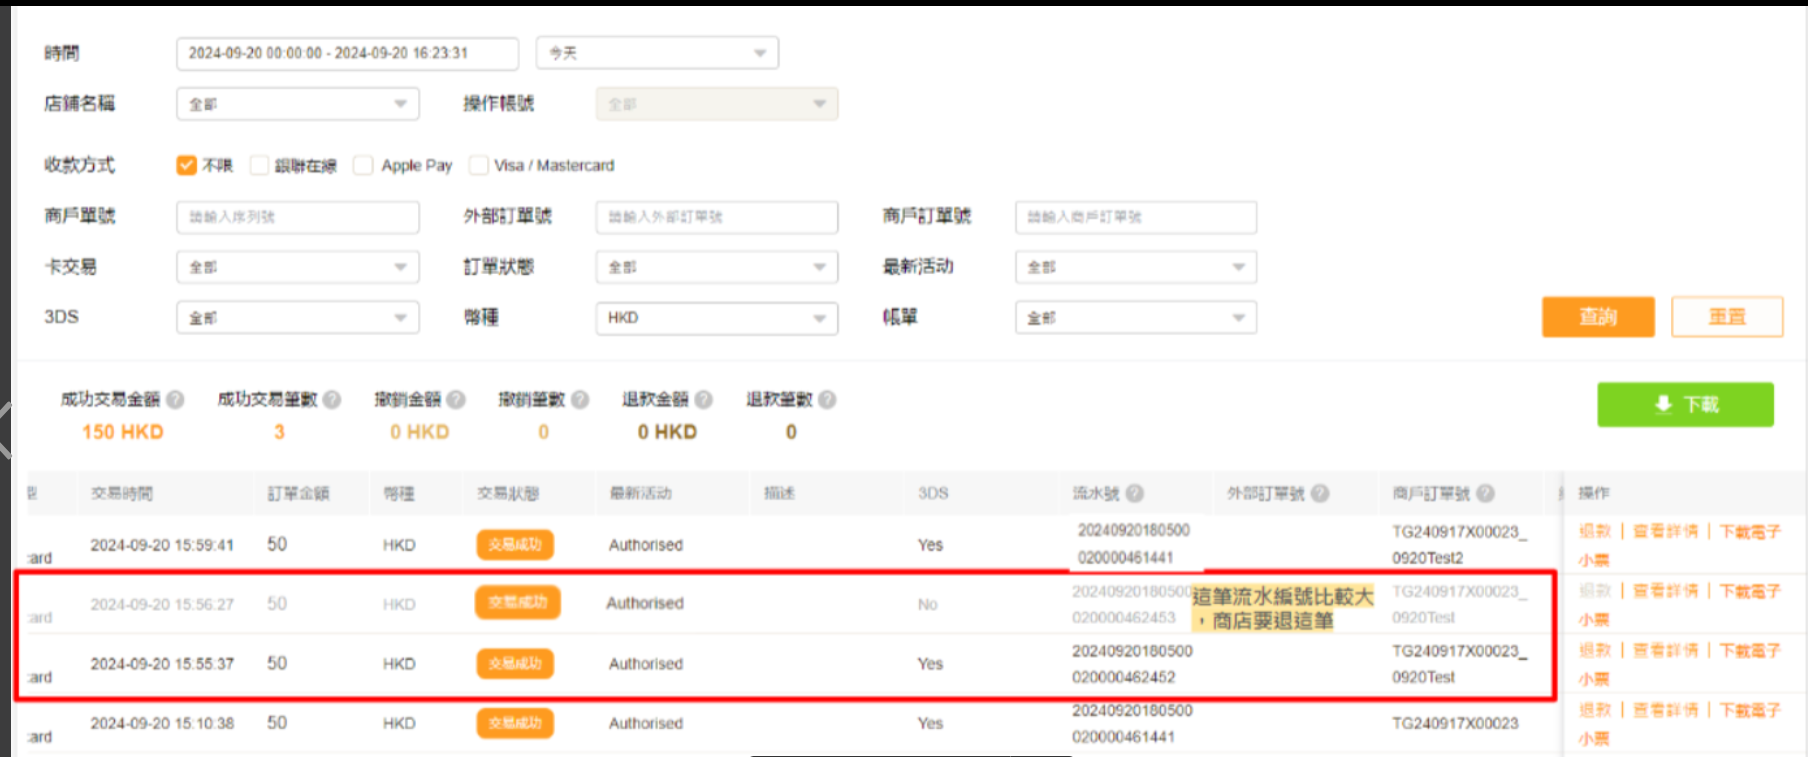 時間 2024-09-20 00:00:00 - 2024-09-20 16:23:31 今天
店鋪名稱 全部 操作帳號 全部
收款方式 不限 銀聯在線 Apple Pay Visa / Mastercard
商戶單號 請輸入序列號 外部訂單號 請輸入外部訂單號 商戶訂單號 請輸入商戶訂單號
卡交易 全部 訂單狀態 全部 最新活动 全部
3DS 全部 幣種 HKD 帳單 全部 查詢 重置
成功交易金額 成功交易筆數 撤銷金額 撤銷筆數 退款金額 退款筆數
150 HKD 3 0 HKD 0 0 HKD 0
下載
交易時間 訂單金額 幣種 交易狀態 最新活动 描述 3DS 流水號 外部訂單號 商戶訂單號 操作
card 2024-09-20 15:59:41 50 HKD 交易成功 Authorised Yes 20240920180500 TG240917X00023_ 退款 | 查看詳情 | 下載電子
020000461441 0920Test2 小票
card 2024-09-20 15:56:27 50 HKD 交易成功 Authorised No 20240920180500 這筆流水編號比較大 TG240917X00023_ 退款 | 查看詳情 | 下載電子
020000462453 ，商店要退這筆 0920Test 小票
card 2024-09-20 15:55:37 50 HKD 交易成功 Authorised Yes 20240920180500 TG240917X00023_ 退款 | 查看詳情 | 下載電子
020000462452 0920Test 小票
card 2024-09-20 15:10:38 50 HKD 交易成功 Authorised Yes 20240920180500 TG240917X00023 退款 | 查看詳情 | 下載電子
020000461441 小票